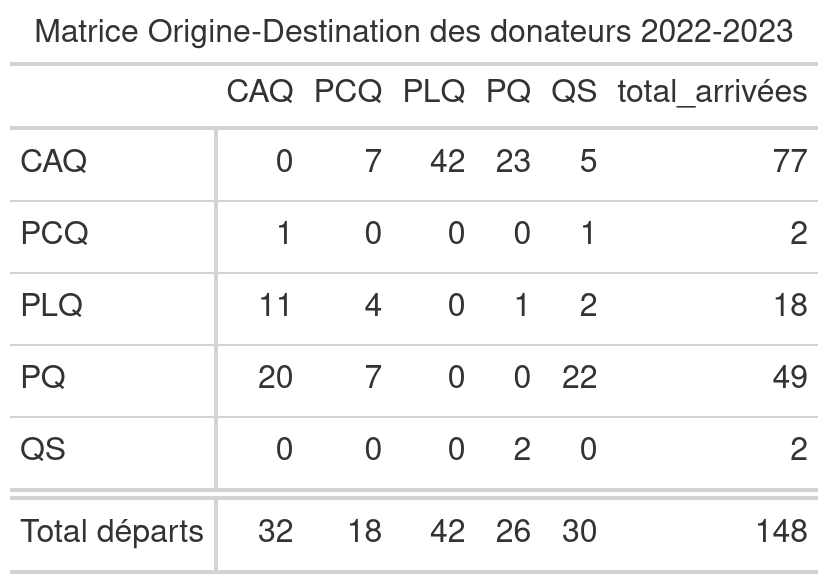 Matrice Origine-Destination des donateurs 2022-2023
CAQ PCQ PLQ PQ QS total_arrivées
CAQ 0 7 42 23 5 77
PCQ 1 0 0 0 1 2
PLQ 11 4 0 1 2 18
PQ 20 7 0 0 22 49
QS 0 0 0 2 0 2
Total départs 32 18 42 26 30 148